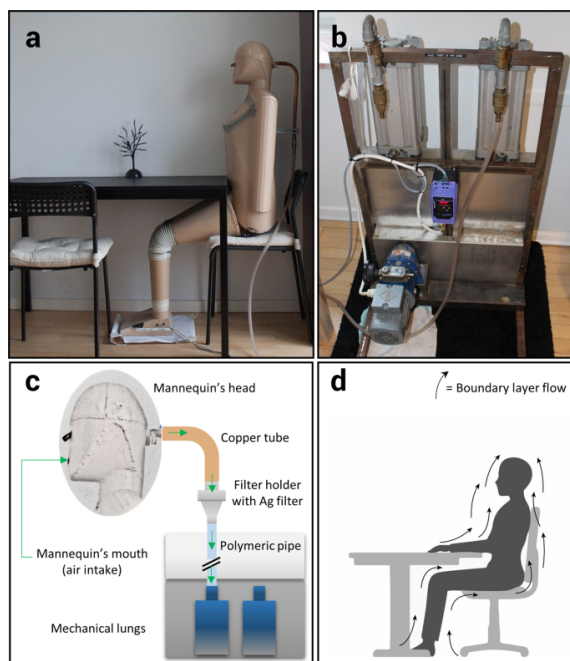 a
b
c
Mannequin's head
Copper tube
Filter holder
with Ag filter
Mannequin's mouth
(air intake)
Polymeric pipe
Mechanical lungs
d
= Boundary layer flow